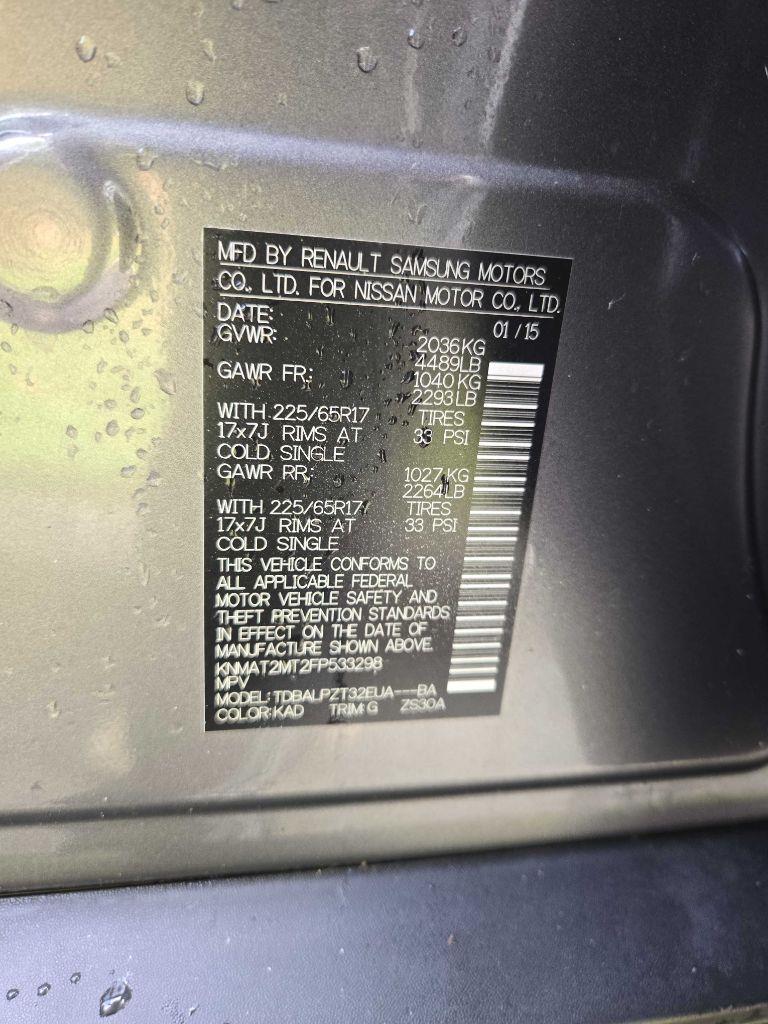 MFD BY RENAULT SAMSUNG MOTORS
CO., LTD. FOR NISSAN MOTOR CO., LTD.
DATE: 01 / 15
GVWR: 2036KG
4489LB
GAWR FR: 1040KG
2293LB
WITH 225/65R17 TIRES
17x7J RIMS AT 33 PSI
COLD SINGLE
GAWR RR: 1027KG
2264LB
WITH 225/65R17 TIRES
17x7J RIMS AT 33 PSI
COLD SINGLE
THIS VEHICLE CONFORMS TO
ALL APPLICABLE FEDERAL
MOTOR VEHICLE SAFETY AND
THEFT PREVENTION STANDARDS
IN EFFECT ON THE DATE OF
MANUFACTURE SHOWN ABOVE.
KNMAT2MT2FP533298
MPV
MODEL: TDBALPZT32EUA---BA
COLOR:KAD TRIM:G ZS30A